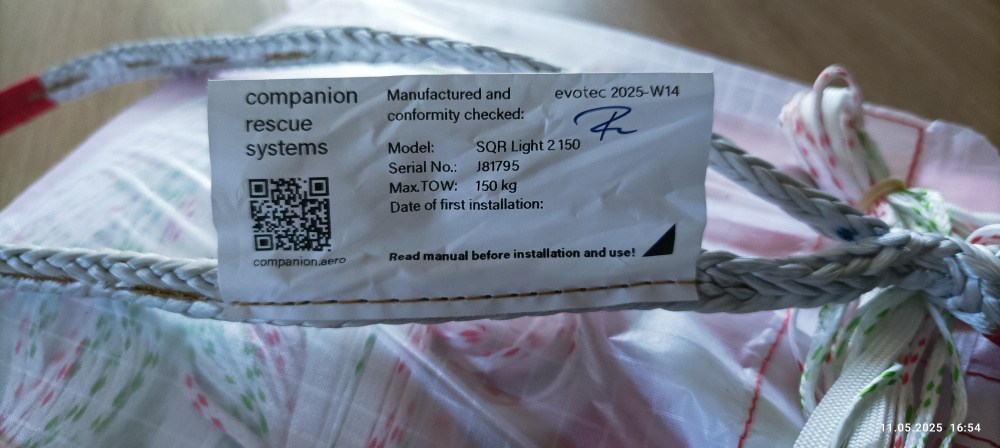 companion
rescue
systems
companion.aero
Manufactured and evotec 2025-W14
conformity checked:
Model: SQR Light 2 150
Serial No.: J81795
Max.TOW: 150 kg
Date of first installation:
Read manual before installation and use!
11.05.2025 16:54